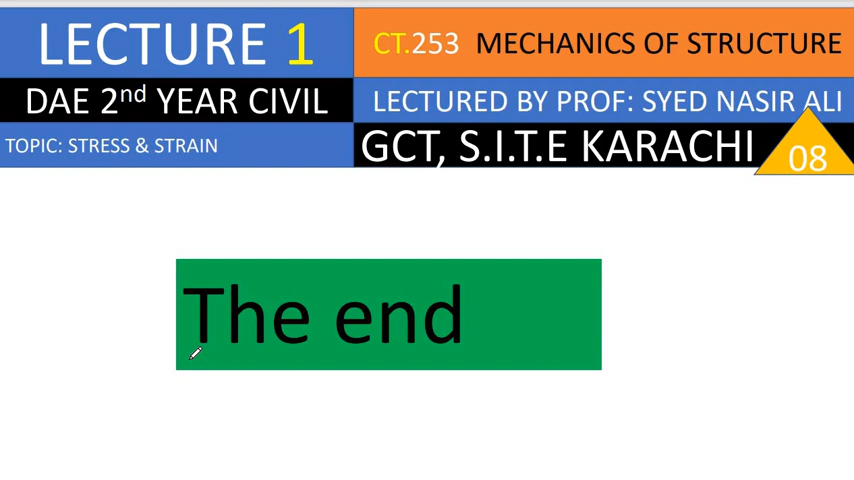 LECTURE 1
CT.253 MECHANICS OF STRUCTURE
DAE 2nd YEAR CIVIL
LECTURED BY PROF: SYED NASIR ALI
TOPIC: STRESS & STRAIN
GCT, S.I.T.E KARACHI
08
The end